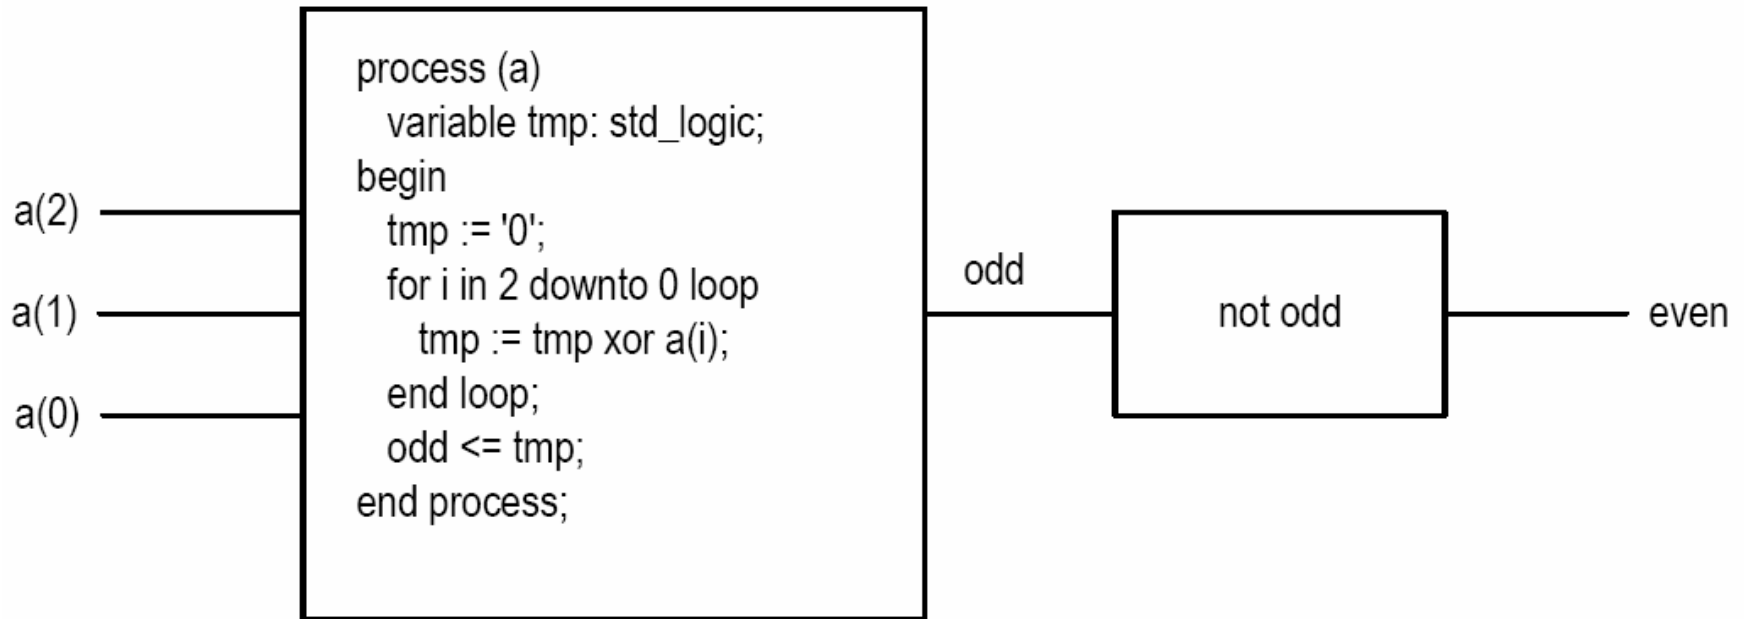 process (a)
variable tmp: std_logic;
begin
tmp := '0';
for i in 2 downto 0 loop
tmp := tmp xor a(i);
end loop;
odd <= tmp;
end process;
a(2)
a(1)
a(0)
odd
not odd
even